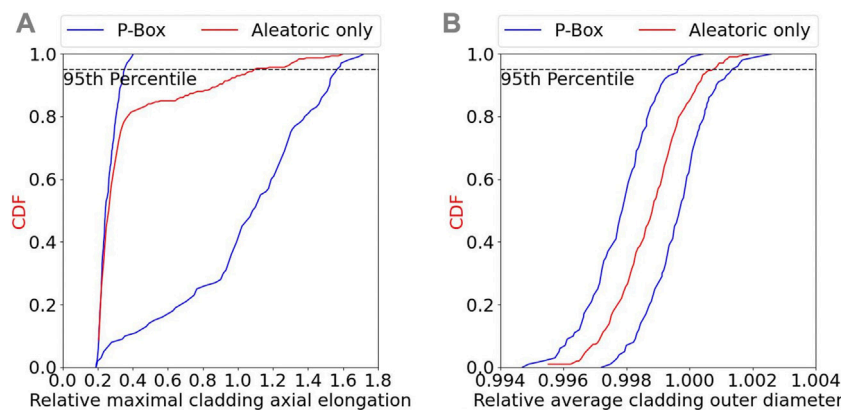 A
P-Box
Aleatoric only
1.0
95th Percentile
0.8
0.6
CDF
0.4
0.2
0.0
0.0 0.2 0.4 0.6 0.8 1.0 1.2 1.4 1.6 1.8
Relative maximal cladding axial elongation
B
P-Box
Aleatoric only
1.0
95th Percentile
0.8
0.6
CDF
0.4
0.2
0.0
0.994 0.996 0.998 1.000 1.002 1.004
Relative average cladding outer diameter